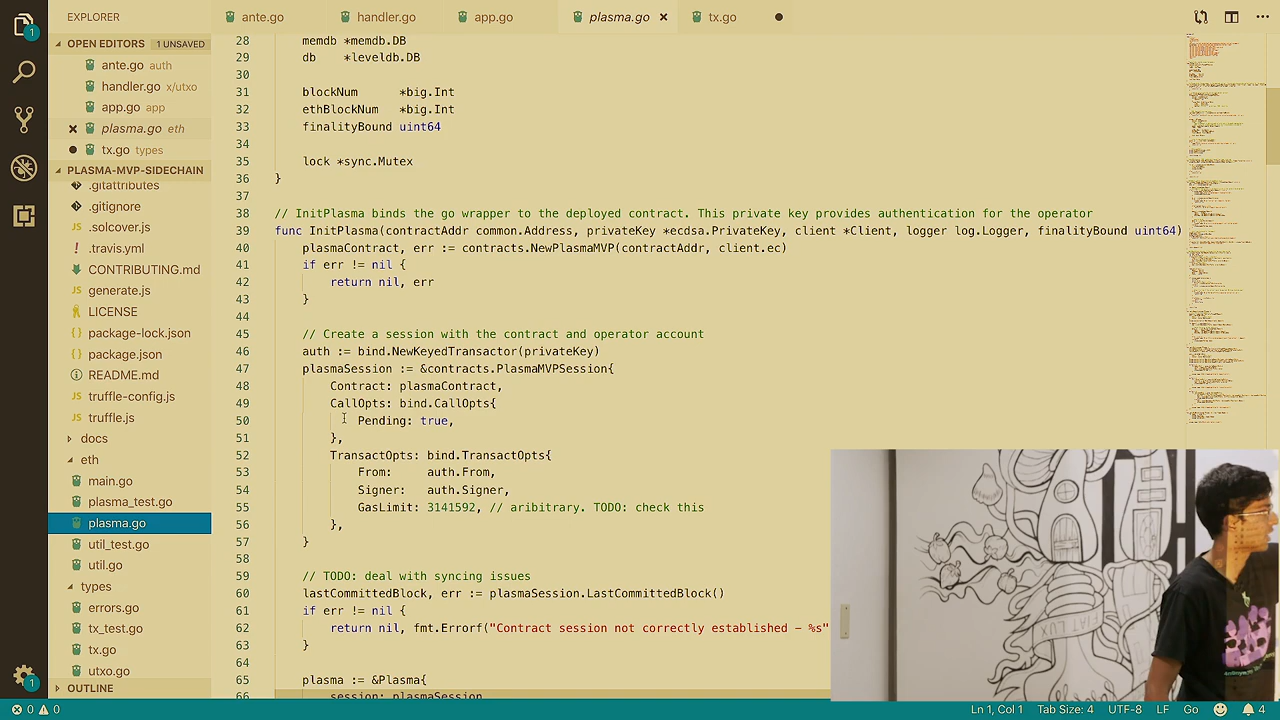 EXPLORER
ante.go
handler.go
app.go
plasma.go
tx.go
1
OPEN EDITORS 1 UNSAVED
ante.go auth
handler.go x/utxo
app.go app
plasma.go eth
tx.go types
PLASMA-MVP-SIDECHAIN
.gitattributes
.gitignore
.solcover.js
.travis.yml
CONTRIBUTING.md
generate.js
LICENSE
package-lock.json
package.json
README.md
truffle-config.js
truffle.js
docs
eth
main.go
plasma_test.go
plasma.go
util_test.go
util.go
types
errors.go
tx_test.go
tx.go
utxo.go
OUTLINE
1
28 memdb *memdb.DB
29 db *leveldb.DB
30
31 blockNum *big.Int
32 ethBlockNum *big.Int
33 finalityBound uint64
34
35 lock *sync.Mutex
36 }
37
38 // InitPlasma binds the go wrapper to the deployed contract. This private key provides authentication for the operator
39 func InitPlasma(contractAddr common.Address, privateKey *ecdsa.PrivateKey, client *Client, logger log.Logger, finalityBound uint64)
40 plasmaContract, err := contracts.NewPlasmaMVP(contractAddr, client.ec)
41 if err != nil {
42 return nil, err
43 }
44
45 // Create a session with the contract and operator account
46 auth := bind.NewKeyedTransactor(privateKey)
47 plasmaSession := &contracts.PlasmaMVPSession{
48 Contract: plasmaContract,
49 CallOpts: bind.CallOpts{
50 Pending: true,
51 },
52 TransactOpts: bind.TransactOpts{
53 From: auth.From,
54 Signer: auth.Signer,
55 GasLimit: 3141592, // aribitrary. TODO: check this
56 },
57 }
58
59 // TODO: deal with syncing issues
60 lastCommittedBlock, err := plasmaSession.LastCommittedBlock()
61 if err != nil {
62 return nil, fmt.Errorf("Contract session not correctly established - %s"
63 }
64
65 plasma := &Plasma{
66 session: plasmaSession
FIAT LUX
0 0
Ln 1, Col 1 Tab Size: 4 UTF-8 LF Go 4